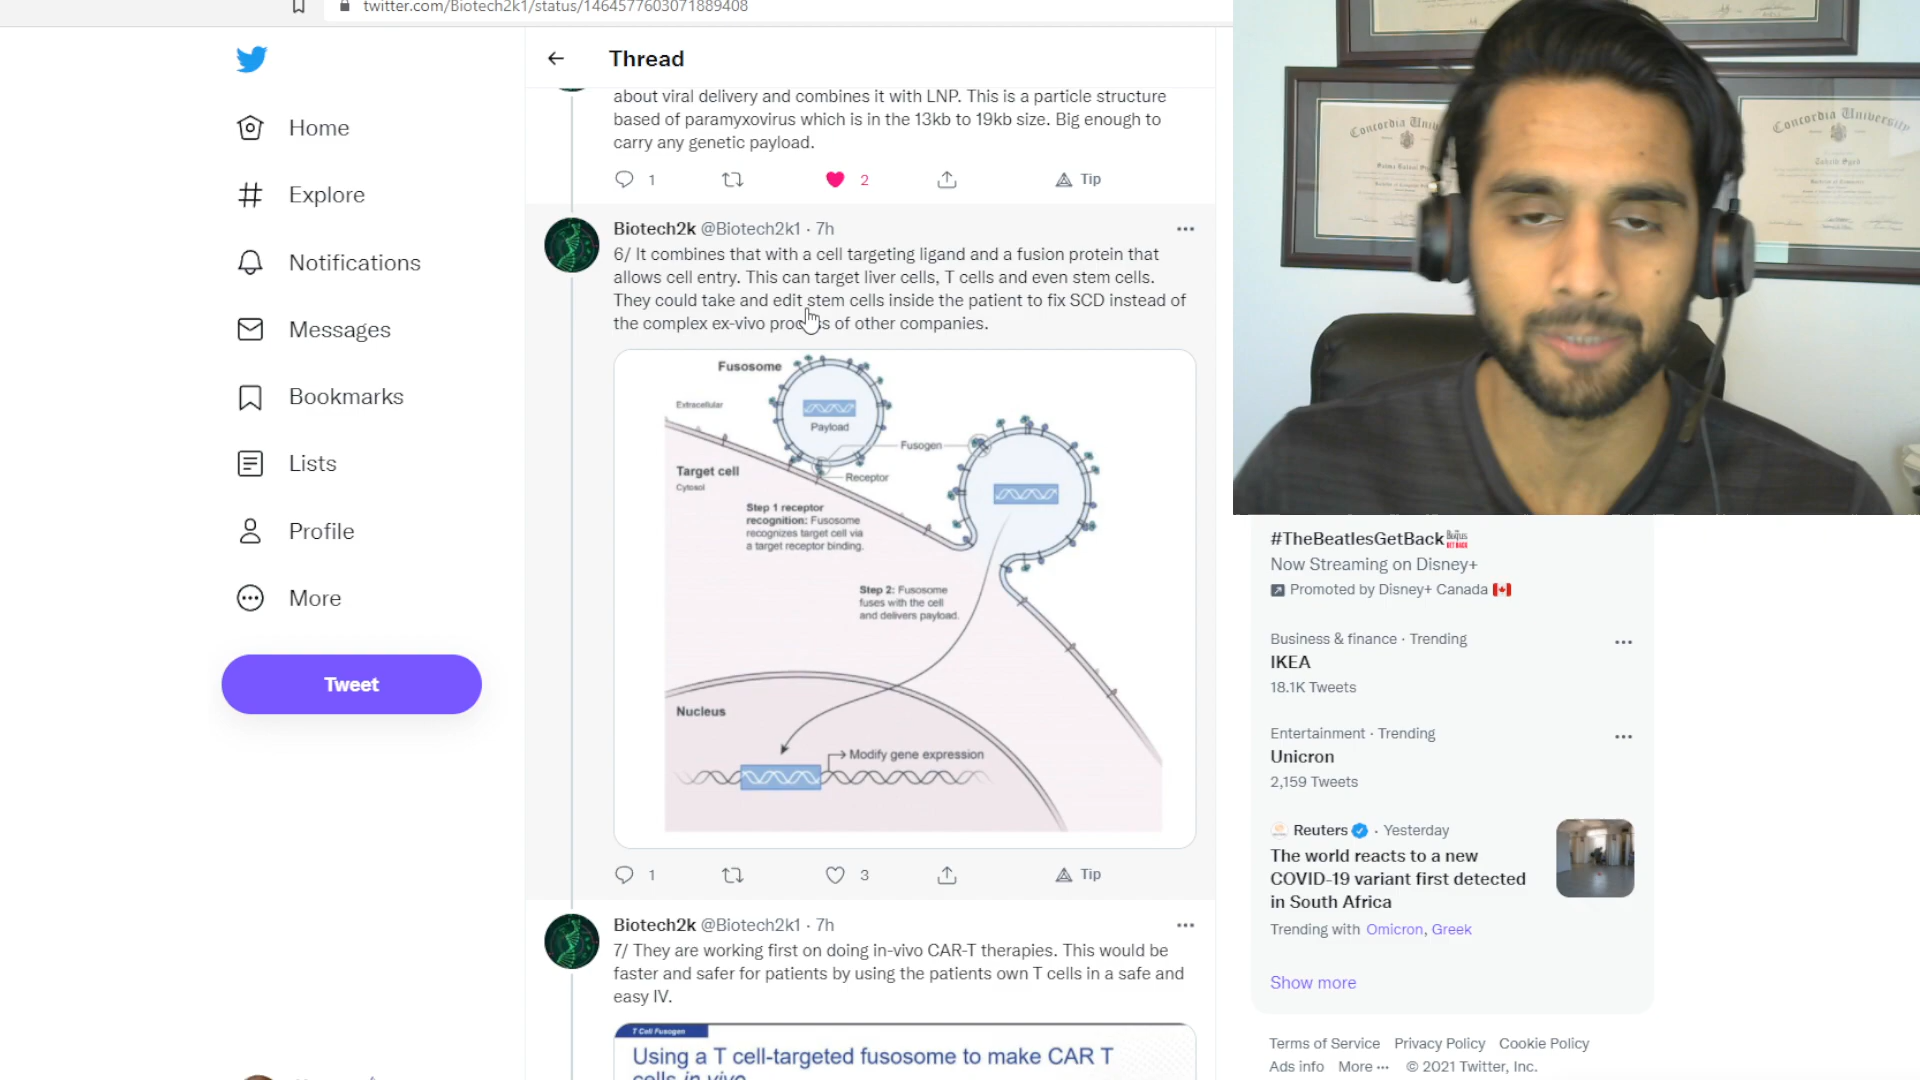 twitter.com/Biotech2k1/status/1464577603071889408
Thread
Home
Explore
Notifications
Messages
Bookmarks
Lists
Profile
More
Tweet
about viral delivery and combines it with LNP. This is a particle structure
based of paramyxovirus which is in the 13kb to 19kb size. Big enough to
carry any genetic payload.
1
2
Tip
Biotech2k @Biotech2k1 · 7h
6/ It combines that with a cell targeting ligand and a fusion protein that
allows cell entry. This can target liver cells, T cells and even stem cells.
They could take and edit stem cells inside the patient to fix SCD instead of
the complex ex-vivo process of other companies.
Fusosome
Extracellular
Payload
Fusogen
Target cell
Cytosol
Receptor
Step 1 receptor
recognition: Fusosome
recognizes target cell via
a target receptor binding.
Step 2: Fusosome
fuses with the cell
and delivers payload.
Nucleus
Modify gene expression
1
3
Tip
Biotech2k @Biotech2k1 · 7h
7/ They are working first on doing in-vivo CAR-T therapies. This would be
faster and safer for patients by using the patients own T cells in a safe and
easy IV.
T Cell Fusogen
Using a T cell-targeted fusosome to make CAR T
cells in vivo
Concordia University
Concordia University
#TheBeatlesGetBack
Now Streaming on Disney+
Promoted by Disney+ Canada
Business & finance · Trending
IKEA
18.1K Tweets
Entertainment · Trending
Unicron
2,159 Tweets
Reuters · Yesterday
The world reacts to a new
COVID-19 variant first detected
in South Africa
Trending with Omicron, Greek
Show more
Terms of Service Privacy Policy Cookie Policy
Ads info More ··· © 2021 Twitter, Inc.